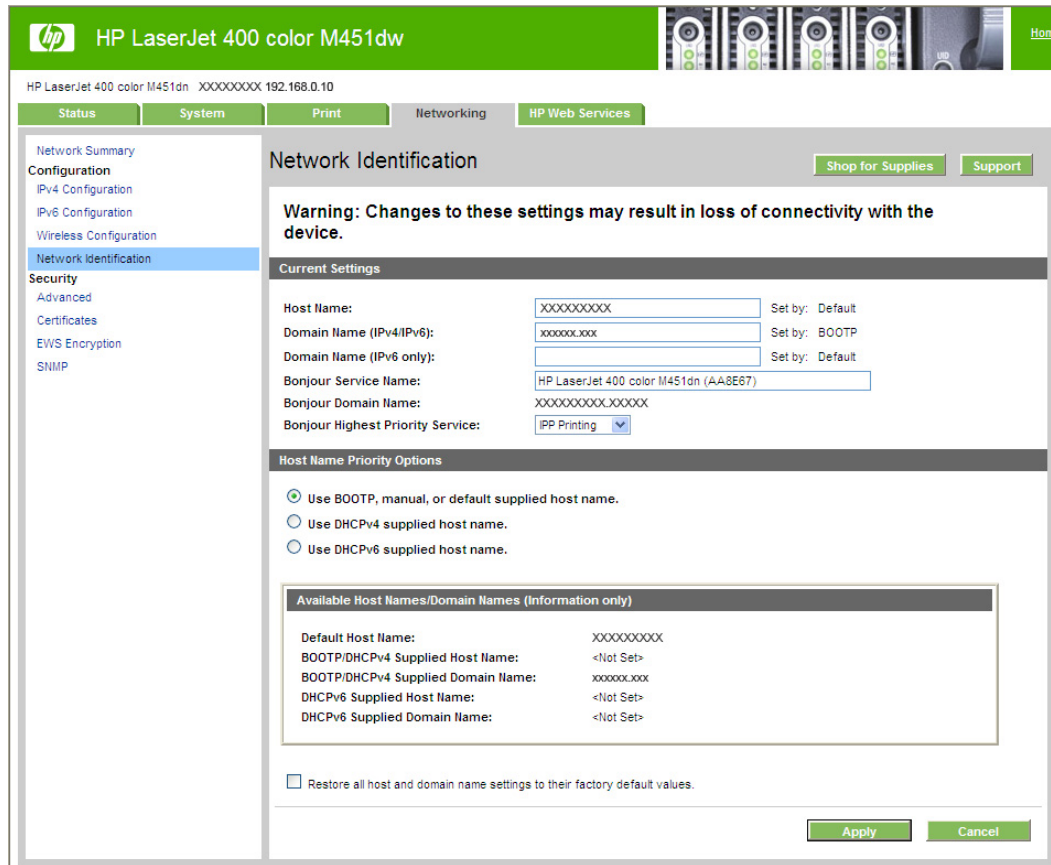 hp HP LaserJet 400 color M451dw
UID
HP LaserJet 400 color M451dn XXXXXXXX 192.168.0.10
Status System Print Networking HP Web Services
Network Summary
Configuration
IPv4 Configuration
IPv6 Configuration
Wireless Configuration
Network Identification
Security
Advanced
Certificates
EWS Encryption
SNMP
Network Identification
Shop for Supplies Support
Warning: Changes to these settings may result in loss of connectivity with the
device.
Current Settings
Host Name: XXXXXXXXX Set by: Default
Domain Name (IPv4/IPv6): xxxxxx.xxx Set by: BOOTP
Domain Name (IPv6 only): Set by: Default
Bonjour Service Name: HP LaserJet 400 color M451dn (AA8E67)
Bonjour Domain Name: XXXXXXXXX.XXXXX
Bonjour Highest Priority Service: IPP Printing
Host Name Priority Options
Use BOOTP, manual, or default supplied host name.
Use DHCPv4 supplied host name.
Use DHCPv6 supplied host name.
Available Host Names/Domain Names (Information only)
Default Host Name: XXXXXXXXX
BOOTP/DHCPv4 Supplied Host Name: <Not Set>
BOOTP/DHCPv4 Supplied Domain Name: xxxxxx.xxx
DHCPv6 Supplied Host Name: <Not Set>
DHCPv6 Supplied Domain Name: <Not Set>
Restore all host and domain name settings to their factory default values.
Apply Cancel